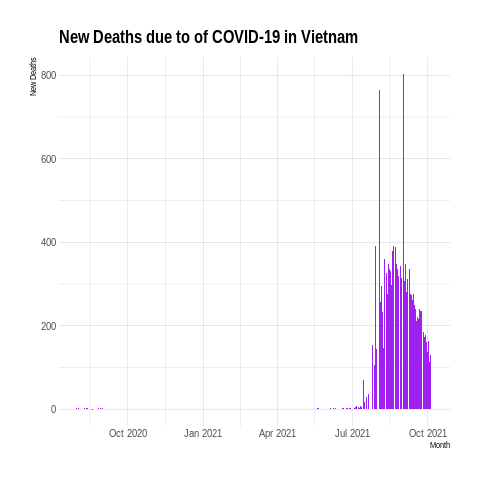 New Deaths due to of COVID-19 in Vietnam
New Deaths
800
600
400
200
0
Oct 2020 Jan 2021 Apr 2021 Jul 2021 Oct 2021
Month